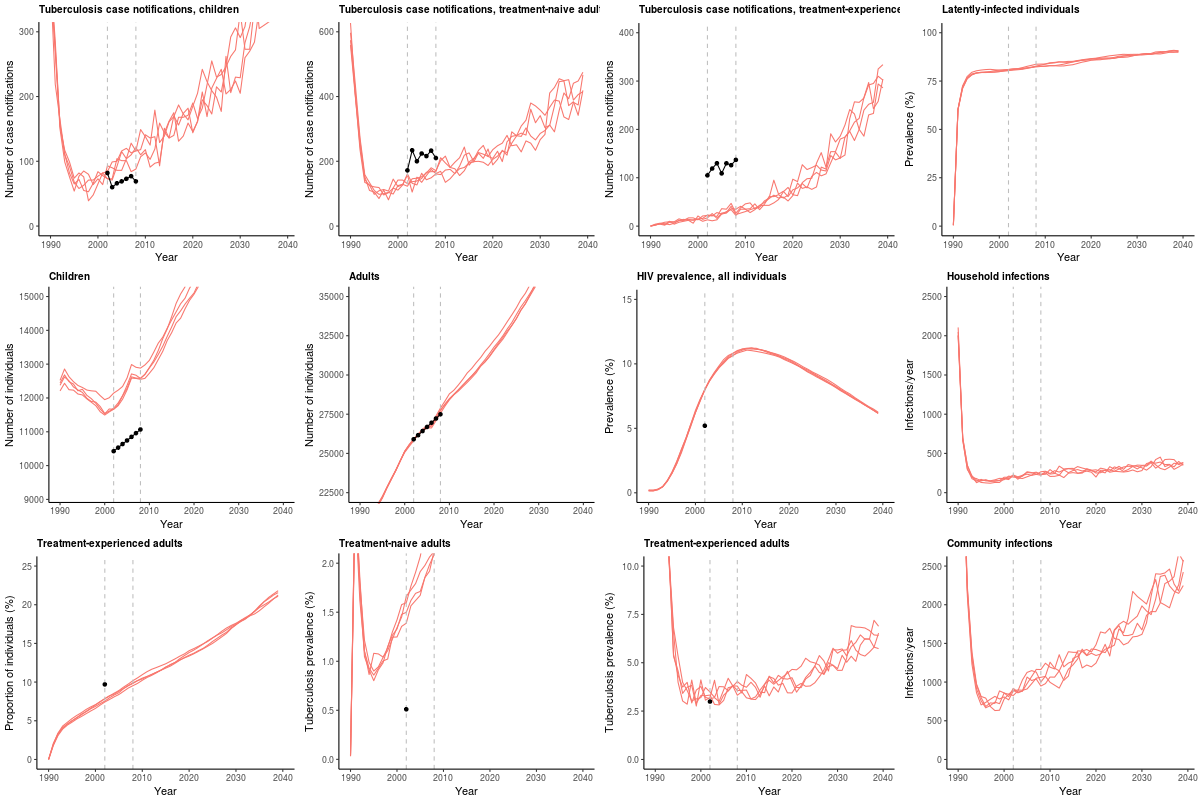 Tuberculosis case notifications, children
Number of case notifications
300
200
100
0
1990 2000 2010 2020 2030 2040
Year
Tuberculosis case notifications, treatment-naive adul
Number of case notifications
600
400
200
0
1990 2000 2010 2020 2030 2040
Year
Tuberculosis case notifications, treatment-experience
Number of case notifications
400
300
200
100
0
1990 2000 2010 2020 2030 2040
Year
Latently-infected individuals
Prevalence (%)
100
75
50
25
0
1990 2000 2010 2020 2030 2040
Year
Children
Number of individuals
15000
14000
13000
12000
11000
10000
9000
1990 2000 2010 2020 2030 2040
Year
Adults
Number of individuals
35000
32500
30000
27500
25000
22500
1990 2000 2010 2020 2030 2040
Year
HIV prevalence, all individuals
Prevalence (%)
15
10
5
0
1990 2000 2010 2020 2030 2040
Year
Household infections
Infections/year
2500
2000
1500
1000
500
0
1990 2000 2010 2020 2030 2040
Year
Treatment-experienced adults
Proportion of individuals (%)
25
20
15
10
5
0
1990 2000 2010 2020 2030 2040
Year
Treatment-naive adults
Tuberculosis prevalence (%)
2.0
1.5
1.0
0.5
0.0
1990 2000 2010 2020 2030 2040
Year
Treatment-experienced adults
Tuberculosis prevalence (%)
10.0
7.5
5.0
2.5
0.0
1990 2000 2010 2020 2030 2040
Year
Community infections
Infections/year
2500
2000
1500
1000
500
0
1990 2000 2010 2020 2030 2040
Year